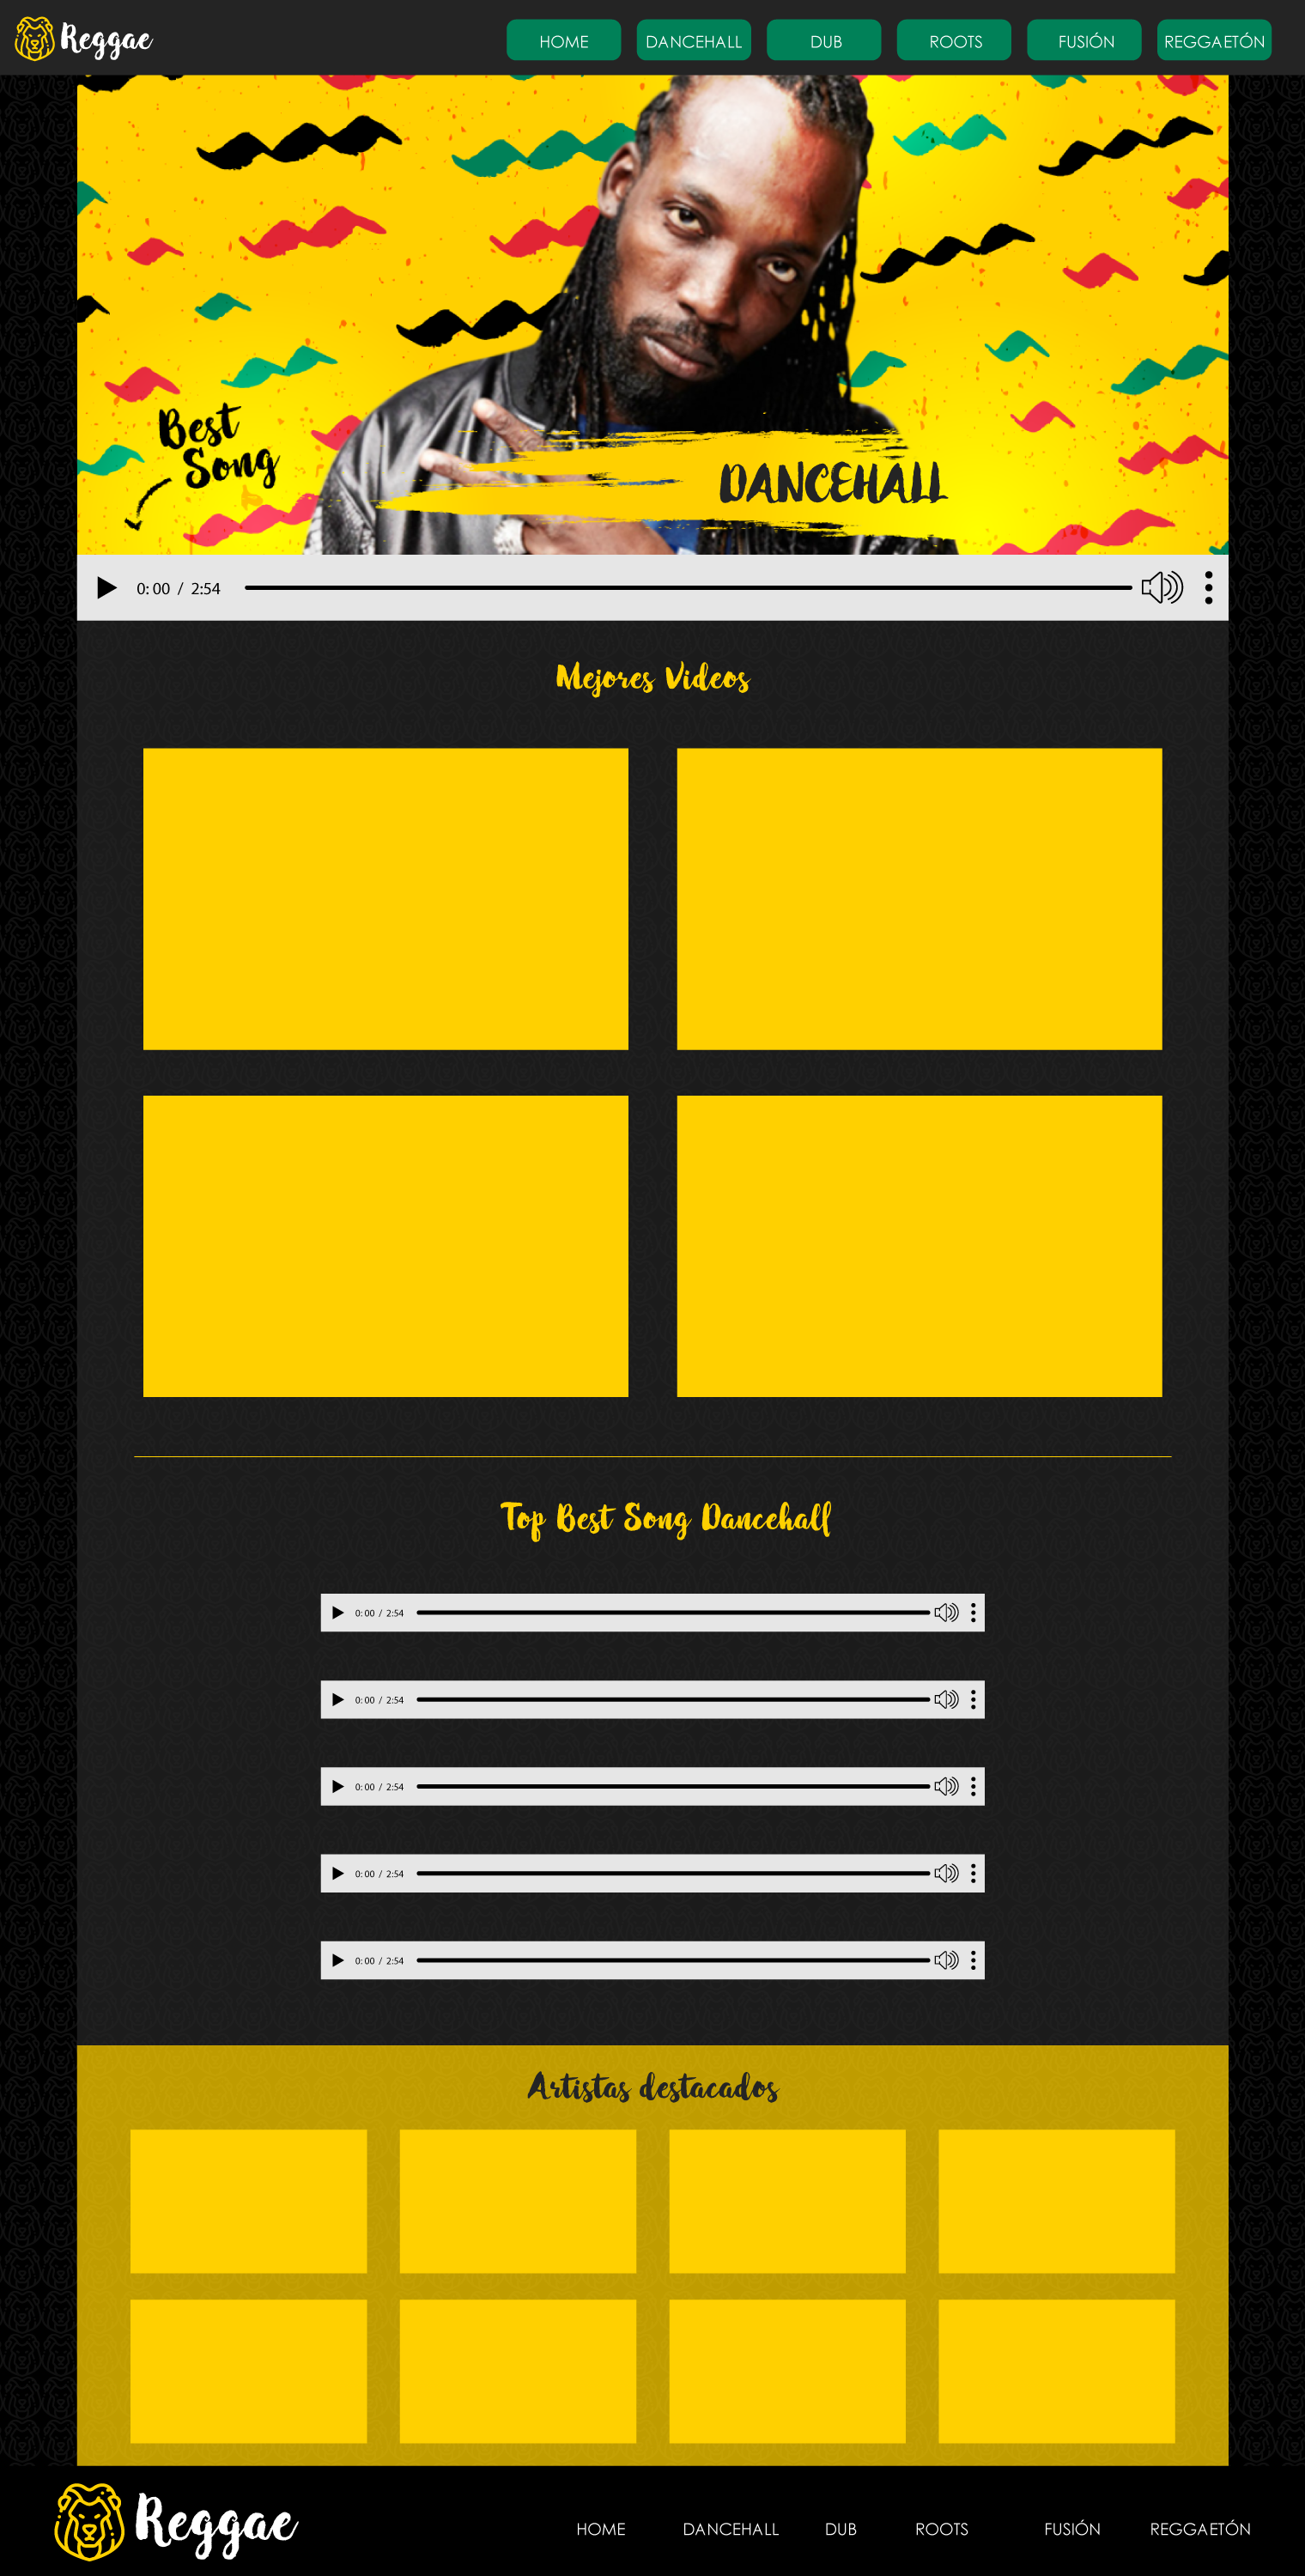 Reggae
HOME DANCEHALL DUB ROOTS FUSIÓN REGGAETÓN
Best
Song
DANCEHALL
0:00 / 2:54
Mejores Videos
Top Best Song Dancehall
0:00 / 2:54
0:00 / 2:54
0:00 / 2:54
0:00 / 2:54
0:00 / 2:54
Artistas destacados
Reggae
HOME DANCEHALL DUB ROOTS FUSIÓN REGGAETÓN